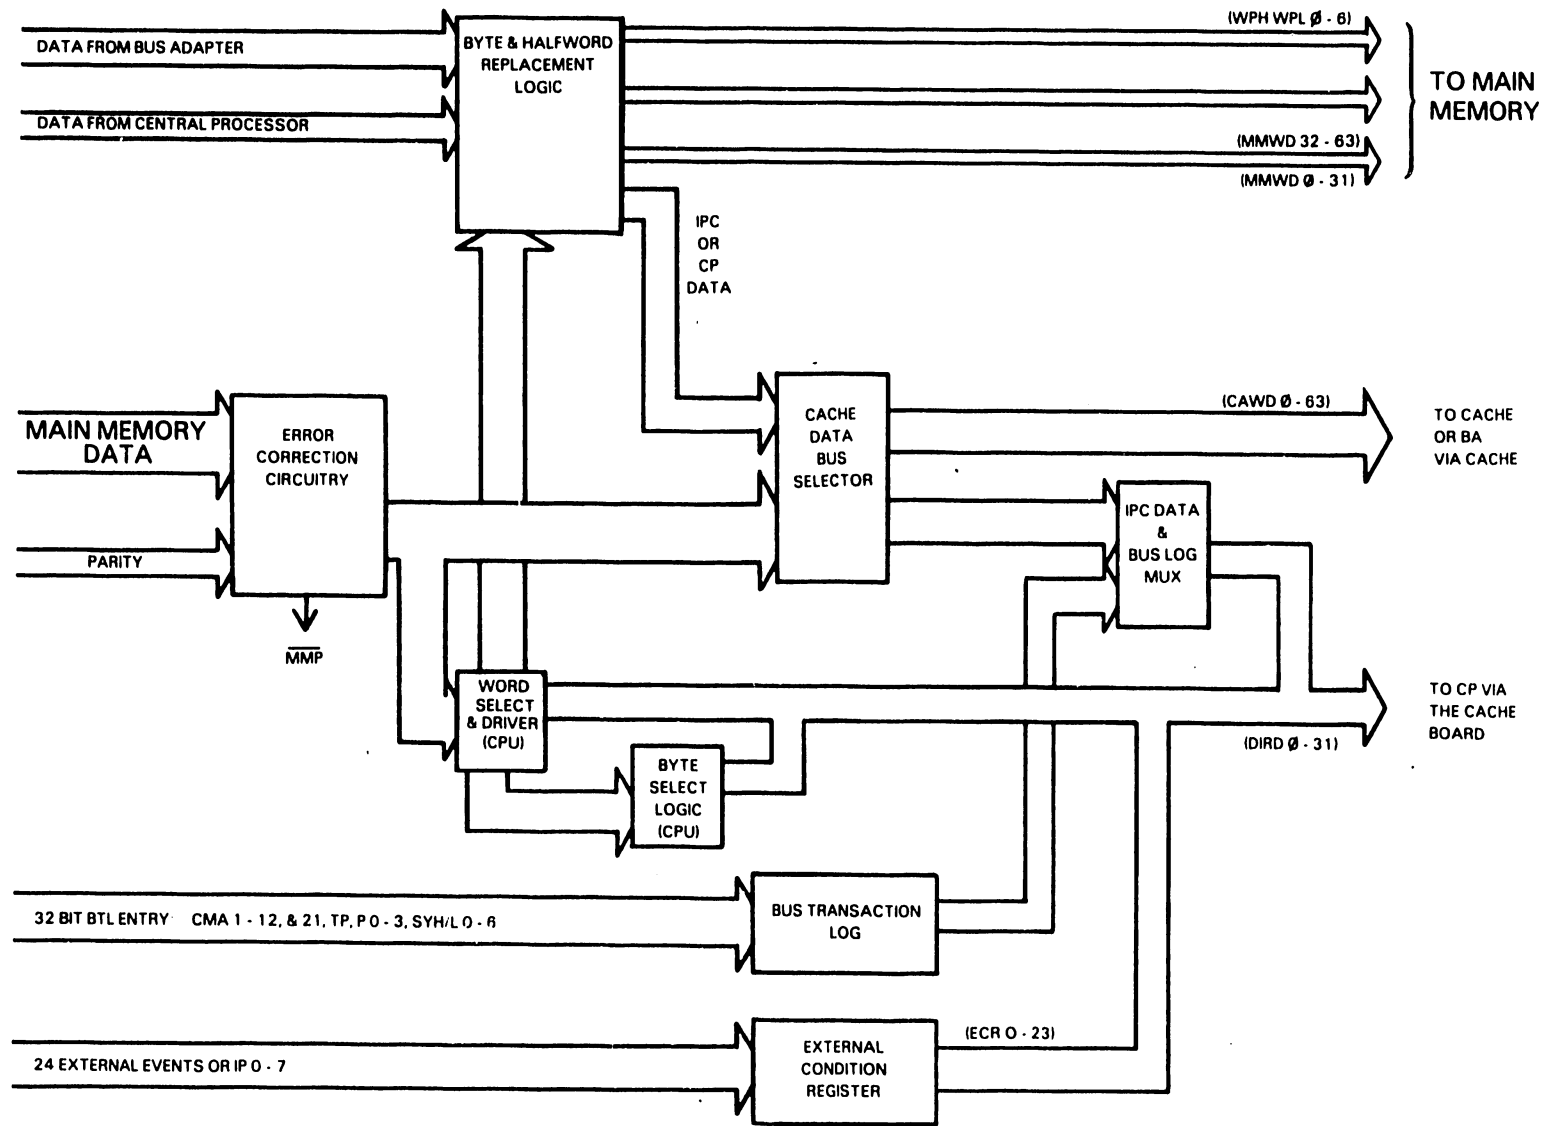 DATA FROM BUS ADAPTER
DATA FROM CENTRAL PROCESSOR
BYTE & HALFWORD
REPLACEMENT
LOGIC
(WPH WPL Ø - 6)
(MMWD 32 - 63)
(MMWD Ø - 31)
TO MAIN
MEMORY
IPC
OR
CP
DATA
MAIN MEMORY
DATA
PARITY
ERROR
CORRECTION
CIRCUITRY
MMP
CACHE
DATA
BUS
SELECTOR
(CAWD Ø - 63)
TO CACHE
OR BA
VIA CACHE
IPC DATA
&
BUS LOG
MUX
WORD
SELECT
& DRIVER
(CPU)
BYTE
SELECT
LOGIC
(CPU)
(DIRD Ø - 31)
TO CP VIA
THE CACHE
BOARD
32 BIT BTL ENTRY CMA 1 - 12, & 21, TP, P 0 - 3, SYH/L 0 - 6
BUS TRANSACTION
LOG
24 EXTERNAL EVENTS OR IP 0 - 7
EXTERNAL
CONDITION
REGISTER
(ECR O - 23)